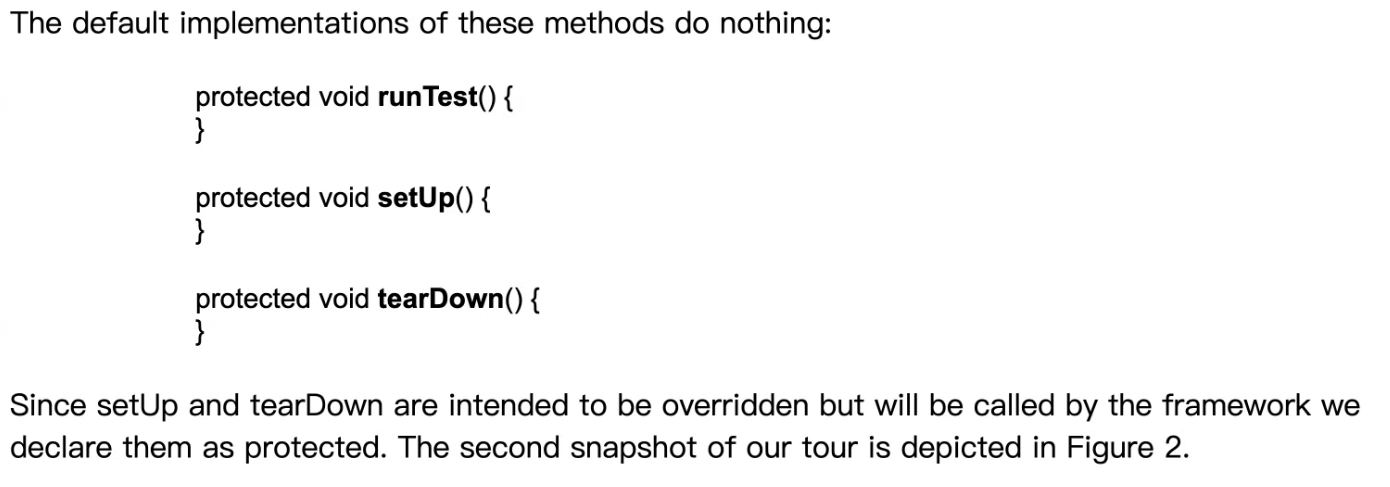 The default implementations of these methods do nothing:
protected void runTest() {
}
protected void setUp() {
}
protected void tearDown() {
}
Since setUp and tearDown are intended to be overridden but will be called by the framework we
declare them as protected. The second snapshot of our tour is depicted in Figure 2.